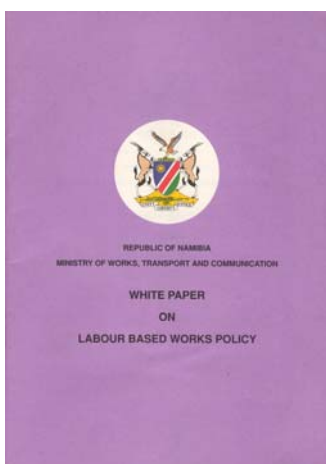 REPUBLIC OF NAMIBIA
MINISTRY OF WORKS, TRANSPORT AND COMMUNICATION
WHITE PAPER
ON
LABOUR BASED WORKS POLICY